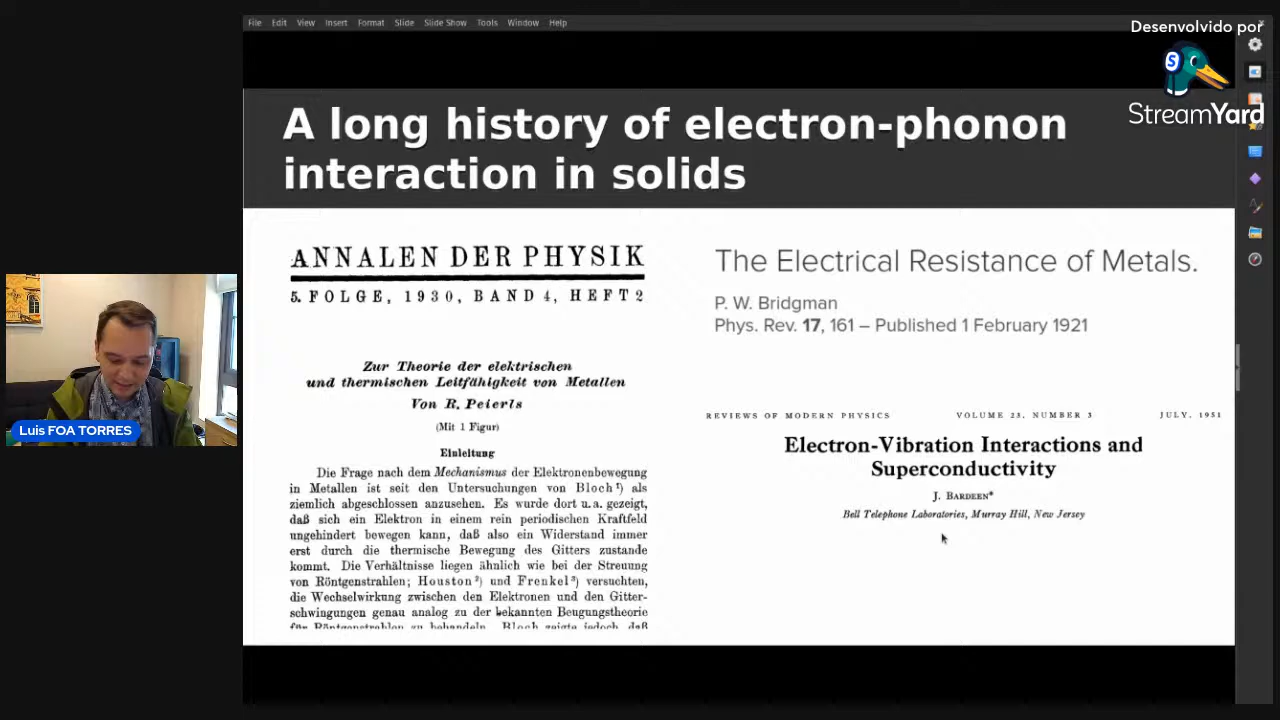 File Edit View Insert Format Slide Slide Show Tools Window Help
Desenvolvido por
StreamYard
A long history of electron-phonon
interaction in solids
ANNALEN DER PHYSIK
5. FOLGE, 1930, BAND 4, HEFT 2
Zur Theorie der elektrischen
und thermischen Leitfähigkeit von Metallen
Von R. Peierls
(Mit 1 Figur)
Einleitung
Die Frage nach dem Mechanismus der Elektronenbewegung
in Metallen ist seit den Untersuchungen von Bloch¹) als
ziemlich abgeschlossen anzusehen. Es wurde dort u. a. gezeigt,
daß sich ein Elektron in einem rein periodischen Kraftfeld
ungehindert bewegen kann, daß also ein Widerstand immer
erst durch die thermische Bewegung des Gitters zustande
kommt. Die Verhältnisse liegen ähnlich wie bei der Streuung
von Röntgenstrahlen; Houston²) und Frenkel³) versuchten,
die Wechselwirkung zwischen den Elektronen und den Gitter-
schwingungen genau analog zu der bekannten Beugungstheorie
für Röntgenstrahlen zu behandeln. Bloch zeigte jedoch, daß
The Electrical Resistance of Metals.
P. W. Bridgman
Phys. Rev. 17, 161 – Published 1 February 1921
REVIEWS OF MODERN PHYSICS VOLUME 23, NUMBER 3 JULY, 1951
Electron-Vibration Interactions and
Superconductivity
J. BARDEEN*
Bell Telephone Laboratories, Murray Hill, New Jersey
Luis FOA TORRES